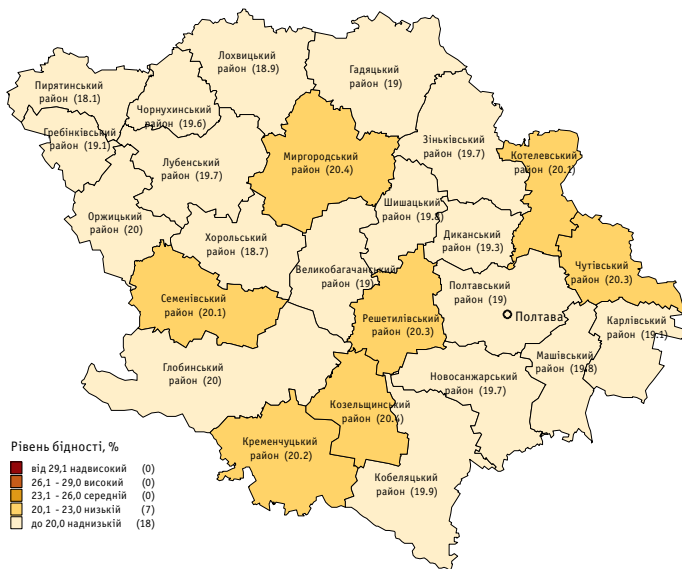 Лохвицький
район (18.9)
Гадяцький
район (19)
Пирятинський
район (18.1)
Чорнухинський
район (19.6)
Гребінківський
район (19.1)
Зіньківський
район (19.7)
Миргородський
район (20.4)
Котелевський
район (20.1)
Лубенський
район (19.7)
Шишацький
район (19.8)
Оржицький
район (20)
Хорольський
район (18.7)
Диканський
район (19.3)
Великобагачанський
район (19)
Чутівський
район (20.3)
Полтавський
район (19)
Семенівський
район (20.1)
Решетилівський
район (20.3)
Полтава
Карлівський
район (19.1)
Машівський
район (19.8)
Глобинський
район (20)
Новосанжарський
район (19.7)
Козельщинський
район (20.4)
Кременчуцький
район (20.2)
Кобеляцький
район (19.9)
Рівень бідності, %
від 29,1 надвисокий (0)
26,1 - 29,0 високий (0)
23,1 - 26,0 середній (0)
20,1 - 23,0 низькій (7)
до 20,0 наднизькій (18)